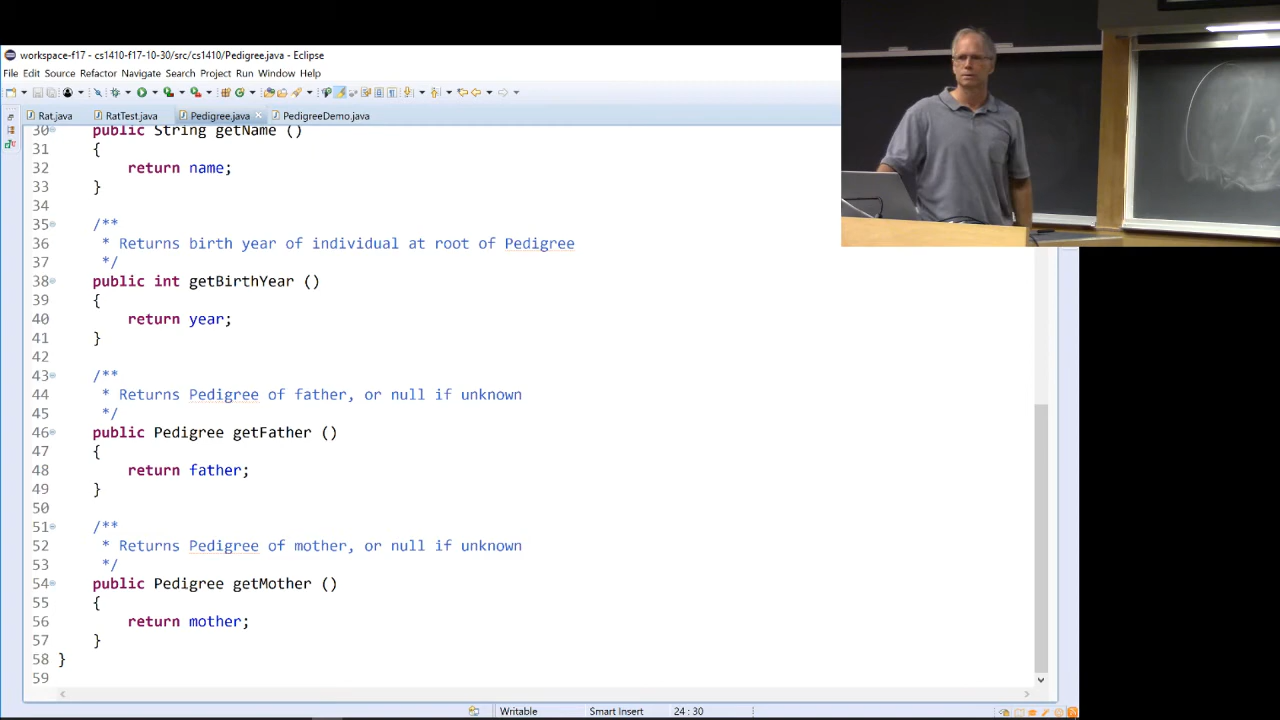 workspace-f17 - cs1410-f17-10-30/src/cs1410/Pedigree.java - Eclipse
File Edit Source Refactor Navigate Search Project Run Window Help
Rat.java RatTest.java Pedigree.java PedigreeDemo.java
30 public String getName ()
31 {
32 return name;
33 }
34
35 /**
36 * Returns birth year of individual at root of Pedigree
37 */
38 public int getBirthYear ()
39 {
40 return year;
41 }
42
43 /**
44 * Returns Pedigree of father, or null if unknown
45 */
46 public Pedigree getFather ()
47 {
48 return father;
49 }
50
51 /**
52 * Returns Pedigree of mother, or null if unknown
53 */
54 public Pedigree getMother ()
55 {
56 return mother;
57 }
58 }
59
Writable Smart Insert 24 : 30